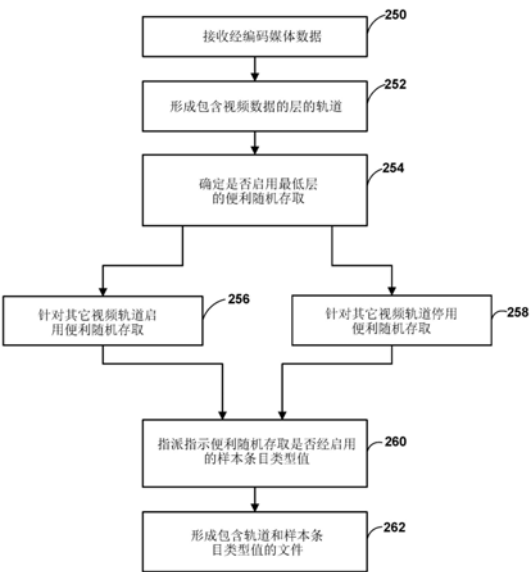 接收经编码媒体数据
250
形成包含视频数据的层的轨道
252
确定是否启用最低层
的便利随机存取
254
针对其它视频轨道启
用便利随机存取
256
针对其它视频轨道停用
便利随机存取
258
指派指示便利随机存取是否经启用
的样本条目类型值
260
形成包含轨道和样本条
目类型值的文件
262